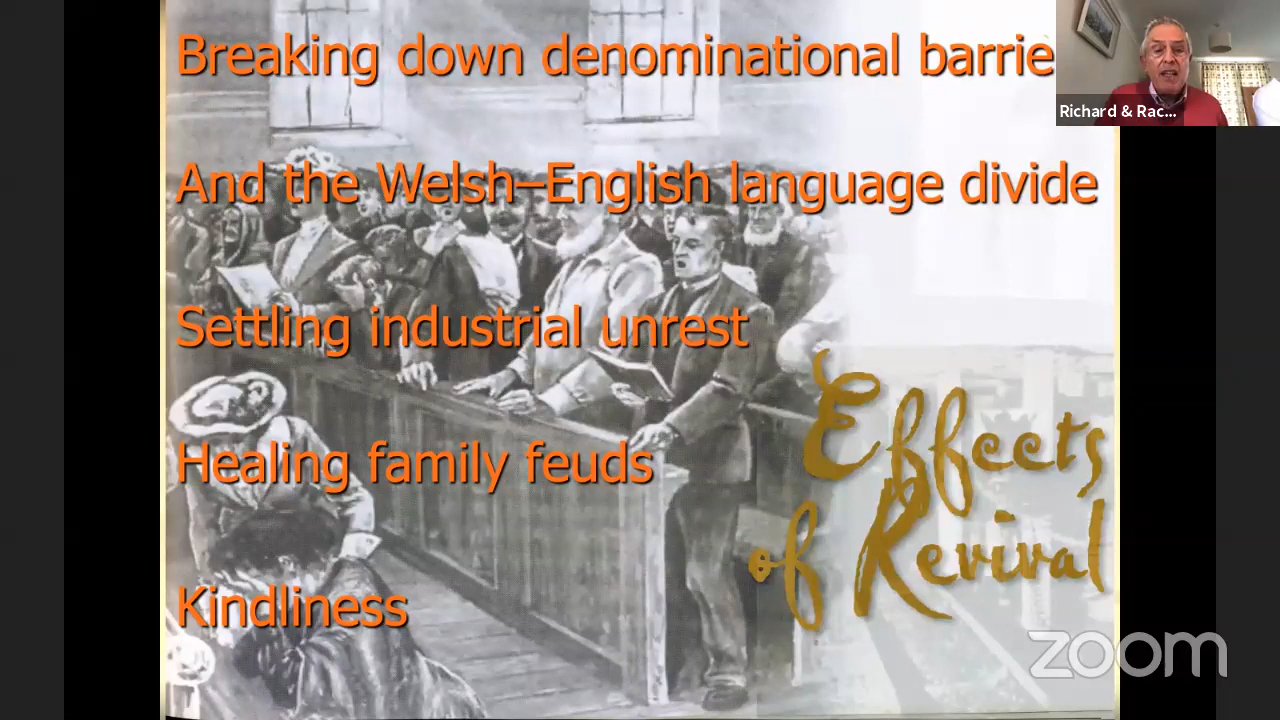 Breaking down denominational barrie
Richard & Rac...
And the Welsh–English language divide
Settling industrial unrest
Healing family feuds
Kindliness
Effects
of Revival
zoom